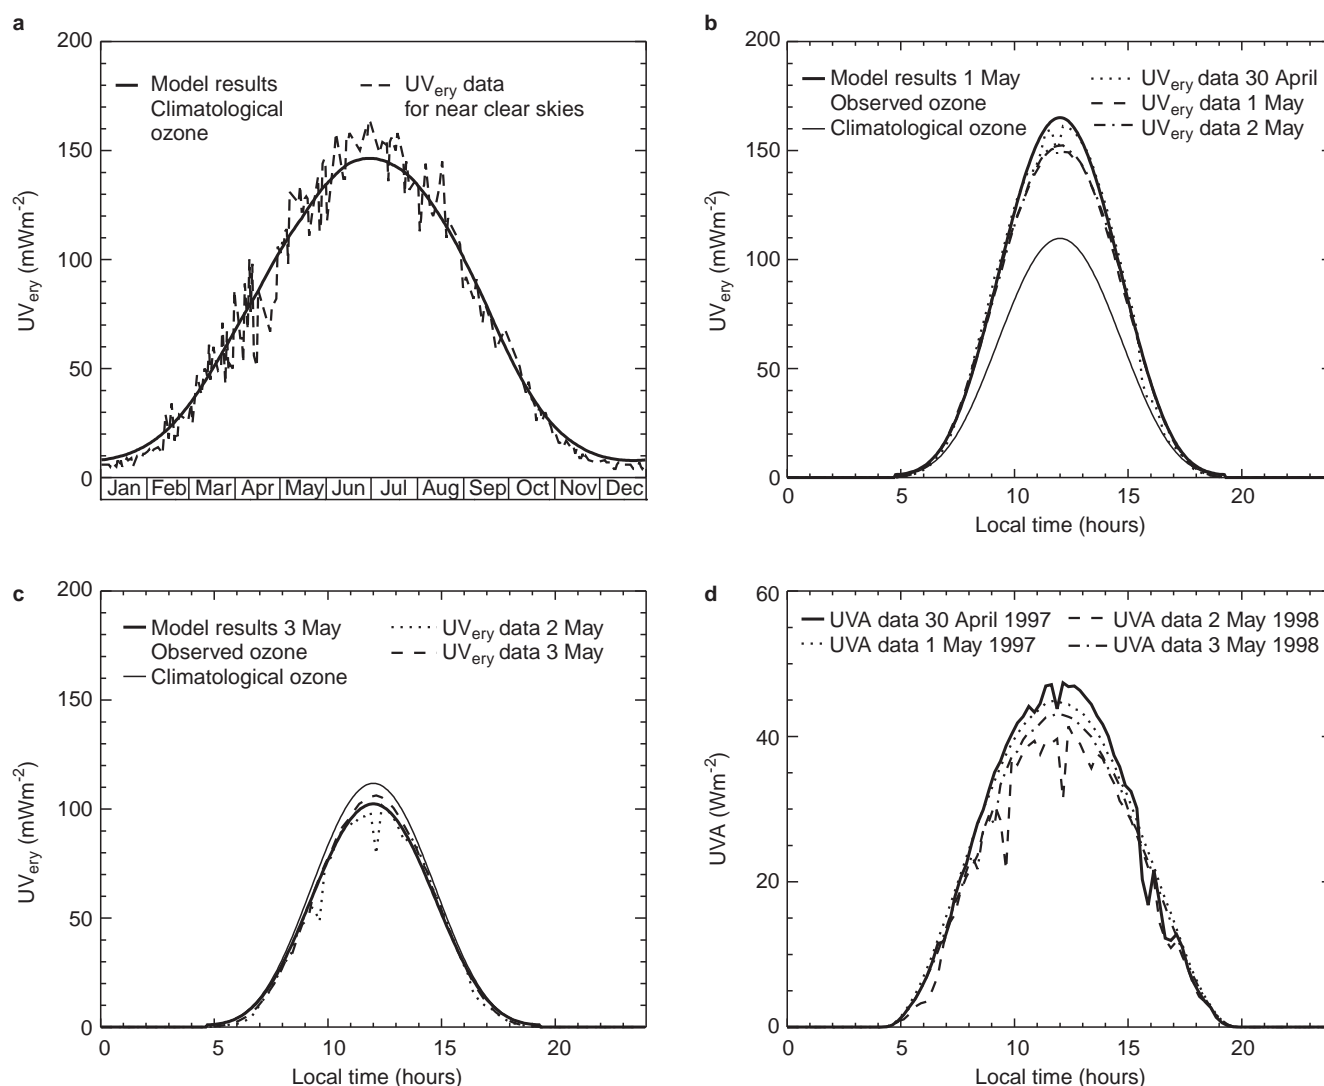 a
200
150
100
50
0
UVery (mWm-2)
Model results
Climatological
ozone
UVery data
for near clear skies
Jan Feb Mar Apr May Jun Jul Aug Sep Oct Nov Dec
b
200
150
100
50
0
UVery (mWm-2)
Model results 1 May
Observed ozone
Climatological ozone
UVery data 30 April
UVery data 1 May
UVery data 2 May
0 5 10 15 20
Local time (hours)
c
200
150
100
50
0
UVery (mWm-2)
Model results 3 May
Observed ozone
Climatological ozone
UVery data 2 May
UVery data 3 May
0 5 10 15 20
Local time (hours)
d
60
40
20
0
UVA (Wm-2)
UVA data 30 April 1997
UVA data 1 May 1997
UVA data 2 May 1998
UVA data 3 May 1998
0 5 10 15 20
Local time (hours)